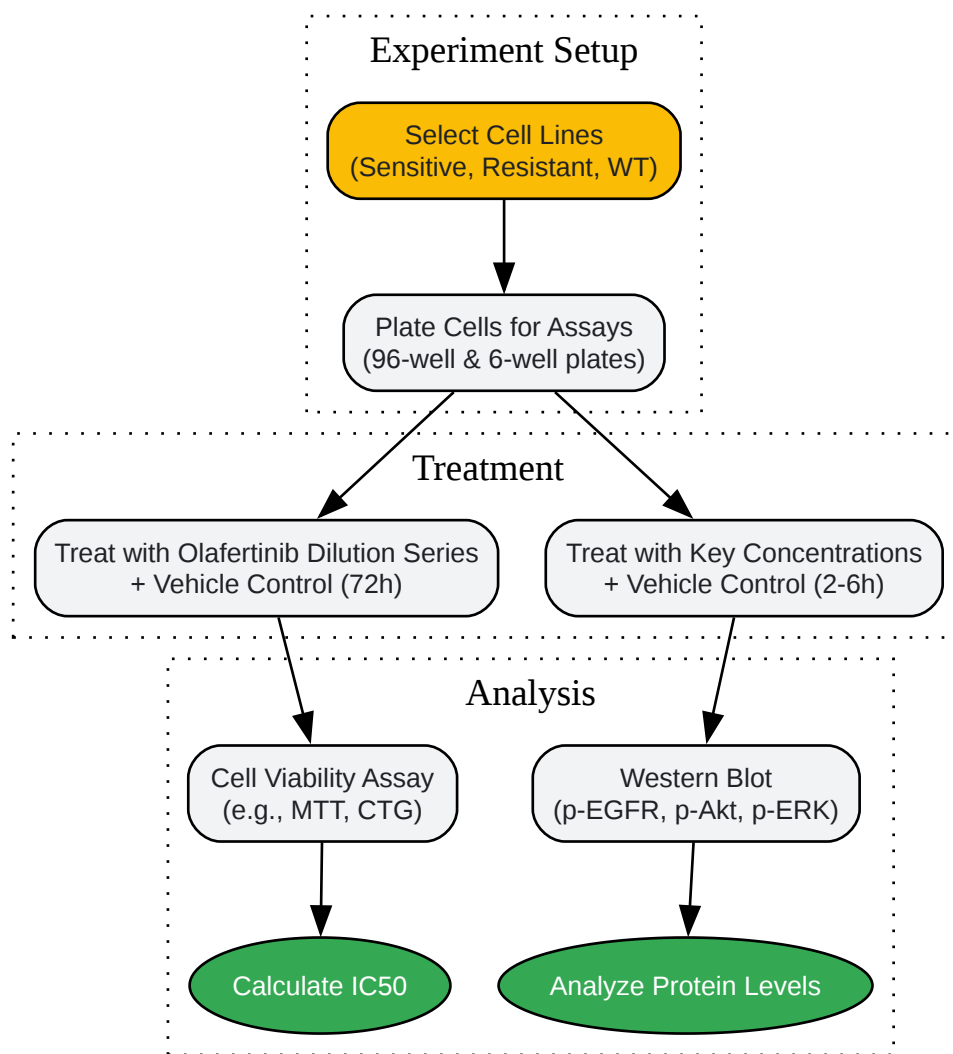 Experiment Setup
Select Cell Lines
(Sensitive, Resistant, WT)
Plate Cells for Assays
(96-well & 6-well plates)
Treatment
Treat with Olafertinib Dilution Series
+ Vehicle Control (72h)
Treat with Key Concentrations
+ Vehicle Control (2-6h)
Analysis
Cell Viability Assay
(e.g., MTT, CTG)
Western Blot
(p-EGFR, p-Akt, p-ERK)
Calculate IC50
Analyze Protein Levels